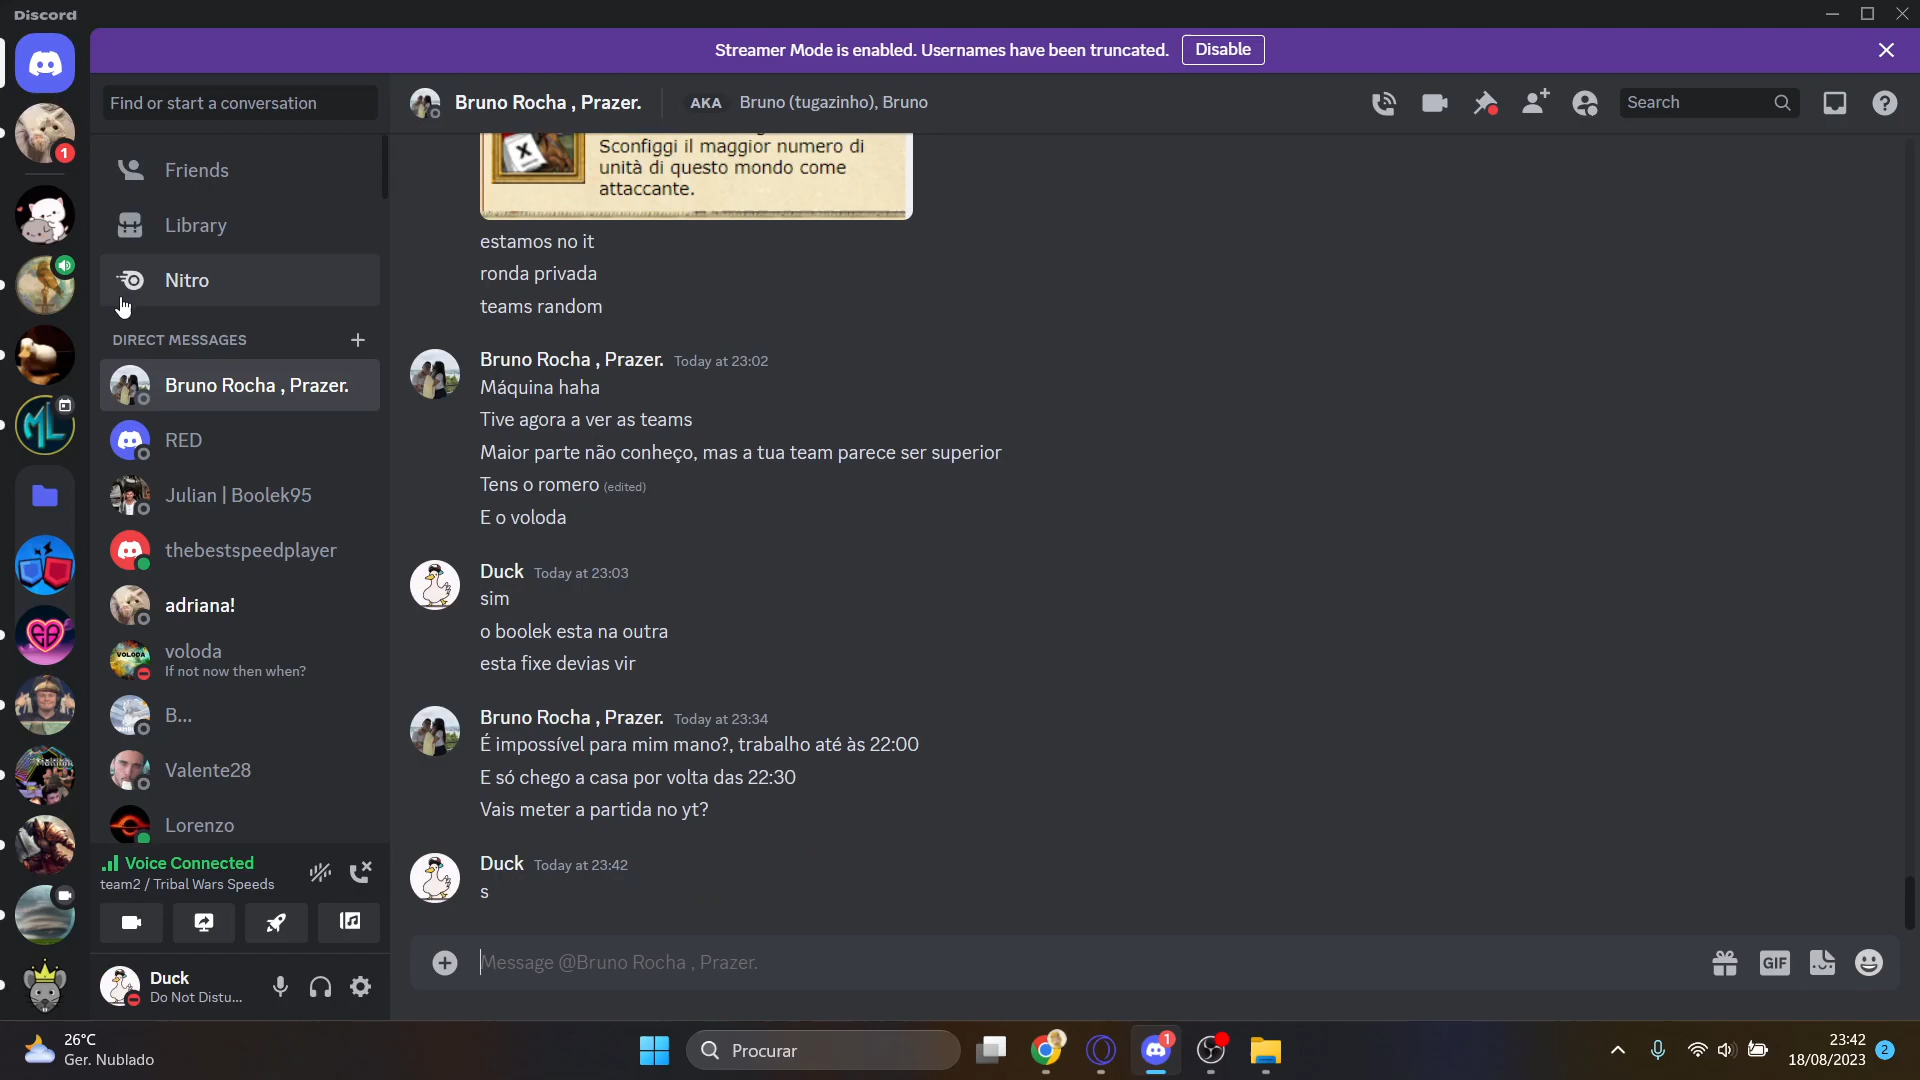 Discord
Streamer Mode is enabled. Usernames have been truncated. Disable
Find or start a conversation
Bruno Rocha , Prazer. AKA Bruno (tugazinho), Bruno
Search
1
Friends
Library
Nitro
DIRECT MESSAGES
Bruno Rocha , Prazer.
RED
Julian | Boolek95
thebestspeedplayer
adriana!
voloda
If not now then when?
B...
Valente28
Lorenzo
Voice Connected
team2 / Tribal Wars Speeds
Duck
Do Not Distu...
Sconfiggi il maggior numero di
unità di questo mondo come
attaccante.
estamos no it
ronda privada
teams random
Bruno Rocha , Prazer. Today at 23:02
Máquina haha
Tive agora a ver as teams
Maior parte não conheço, mas a tua team parece ser superior
Tens o romero (edited)
E o voloda
Duck Today at 23:03
sim
o boolek esta na outra
esta fixe devias vir
Bruno Rocha , Prazer. Today at 23:34
É impossível para mim mano?, trabalho até às 22:00
E só chego a casa por volta das 22:30
Vais meter a partida no yt?
Duck Today at 23:42
s
Message @Bruno Rocha , Prazer.
GIF
26°C
Ger. Nublado
Procurar
1
23:42
18/08/2023
2